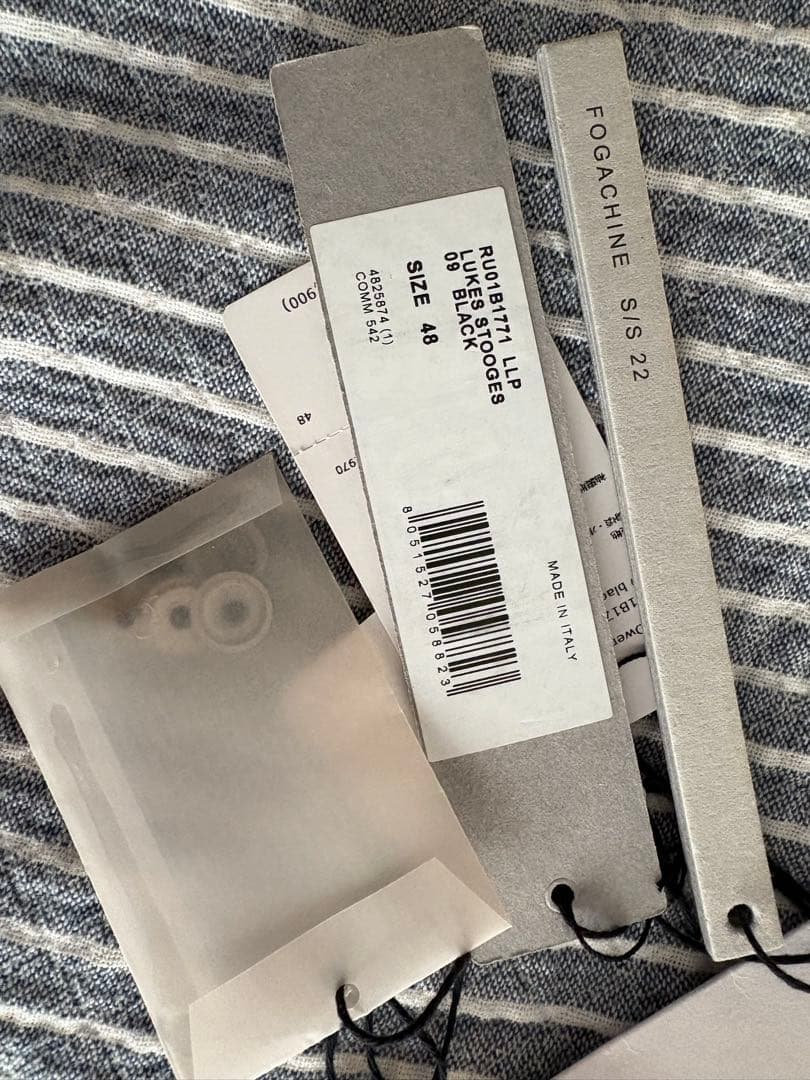 FOGACHINE S/S 22
RU01B1771 LLP
LUKES STOOGES
09 BLACK
SIZE 48
4825874 (1)
COMM 542
8051527058823
MADE IN ITALY
900)
48
970